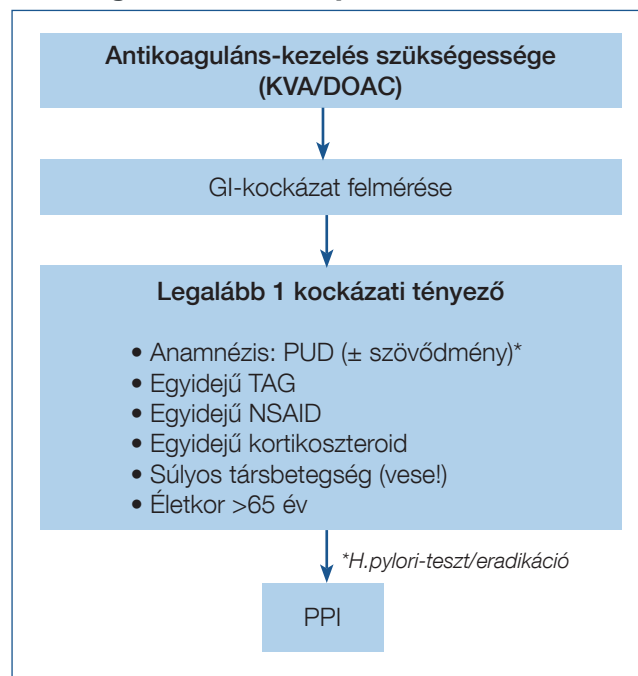 Antikoaguláns-kezelés szükségessége
(KVA/DOAC)
GI-kockázat felmérése
Legalább 1 kockázati tényező
• Anamnézis: PUD (± szövődmény)*
• Egyidejű TAG
• Egyidejű NSAID
• Egyidejű kortikoszteroid
• Súlyos társbetegség (vese!)
• Életkor >65 év
*H.pylori-teszt/eradikáció
PPI